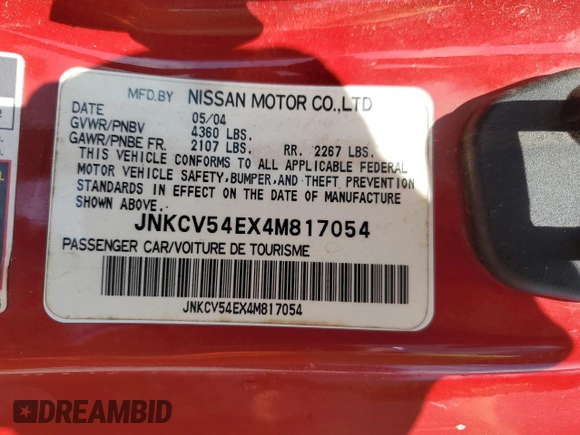 MFD.BY NISSAN MOTOR CO.,LTD
DATE 05/04
GVWR/PNBV 4360 LBS.
GAWR/PNBE FR. 2107 LBS. RR. 2267 LBS.
THIS VEHICLE CONFORMS TO ALL APPLICABLE FEDERAL
MOTOR VEHICLE SAFETY,BUMPER,AND THEFT PREVENTION
STANDARDS IN EFFECT ON THE DATE OF MANUFACTURE
SHOWN ABOVE.
JNKCV54EX4M817054
PASSENGER CAR/VOITURE DE TOURISME
JNKCV54EX4M817054
DREAMBID